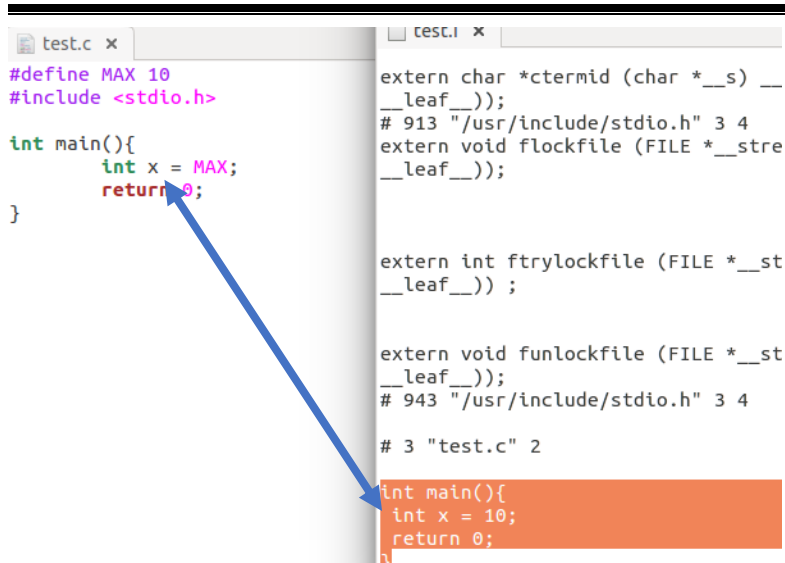 test.c ×
#define MAX 10
#include <stdio.h>
int main(){
int x = MAX;
return 0;
}
test.i ×
extern char *ctermid (char *__s) __
__leaf__));
# 913 "/usr/include/stdio.h" 3 4
extern void flockfile (FILE *__stre
__leaf__));
extern int ftrylockfile (FILE *__st
__leaf__)) ;
extern void funlockfile (FILE *__st
__leaf__));
# 943 "/usr/include/stdio.h" 3 4
# 3 "test.c" 2
int main(){
int x = 10;
return 0;
}